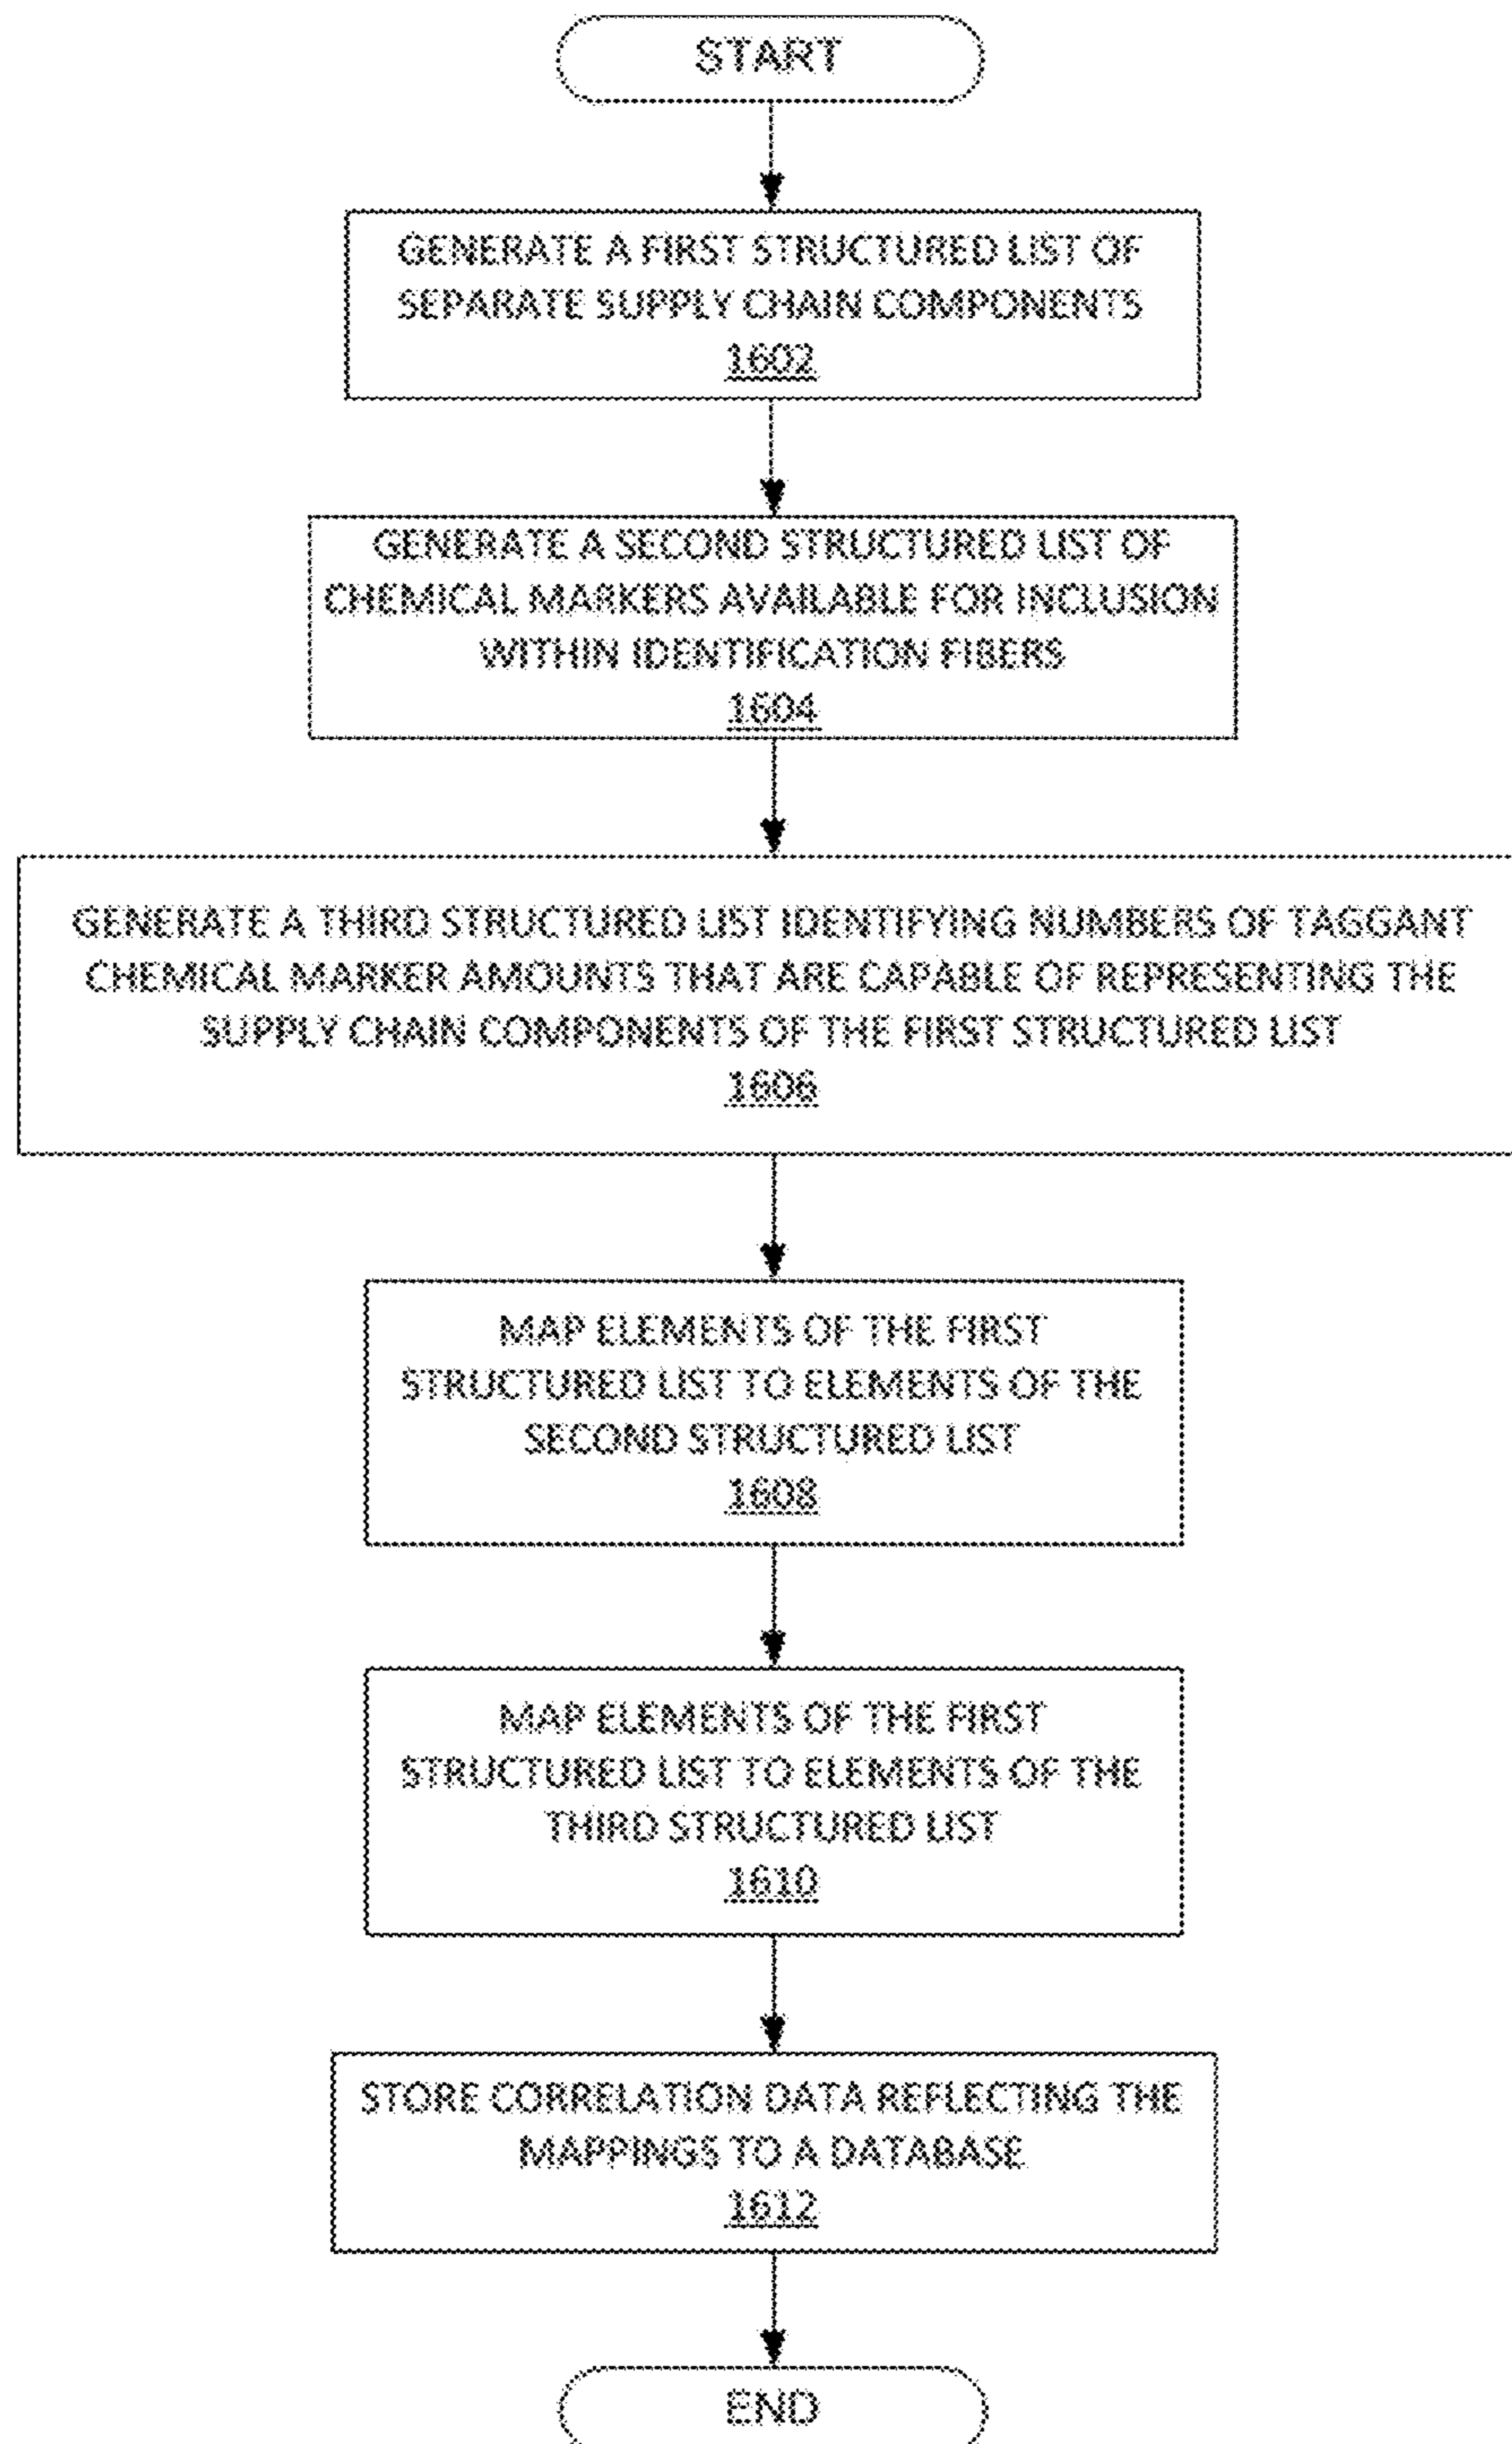 START
GENERATE A FIRST STRUCTURED LIST OF
SEPARATE SUPPLY CHAIN COMPONENTS
1602
GENERATE A SECOND STRUCTURED LIST OF
CHEMICAL MARKERS AVAILABLE FOR INCLUSION
WITHIN IDENTIFICATION FIBERS
1604
GENERATE A THIRD STRUCTURED LIST IDENTIFYING NUMBERS OF TAGGANT
CHEMICAL MARKER AMOUNTS THAT ARE CAPABLE OF REPRESENTING THE
SUPPLY CHAIN COMPONENTS OF THE FIRST STRUCTURED LIST
1606
MAP ELEMENTS OF THE FIRST
STRUCTURED LIST TO ELEMENTS OF THE
SECOND STRUCTURED LIST
1608
MAP ELEMENTS OF THE FIRST
STRUCTURED LIST TO ELEMENTS OF THE
THIRD STRUCTURED LIST
1610
STORE CORRELATION DATA REFLECTING THE
MAPPINGS TO A DATABASE
1612
END